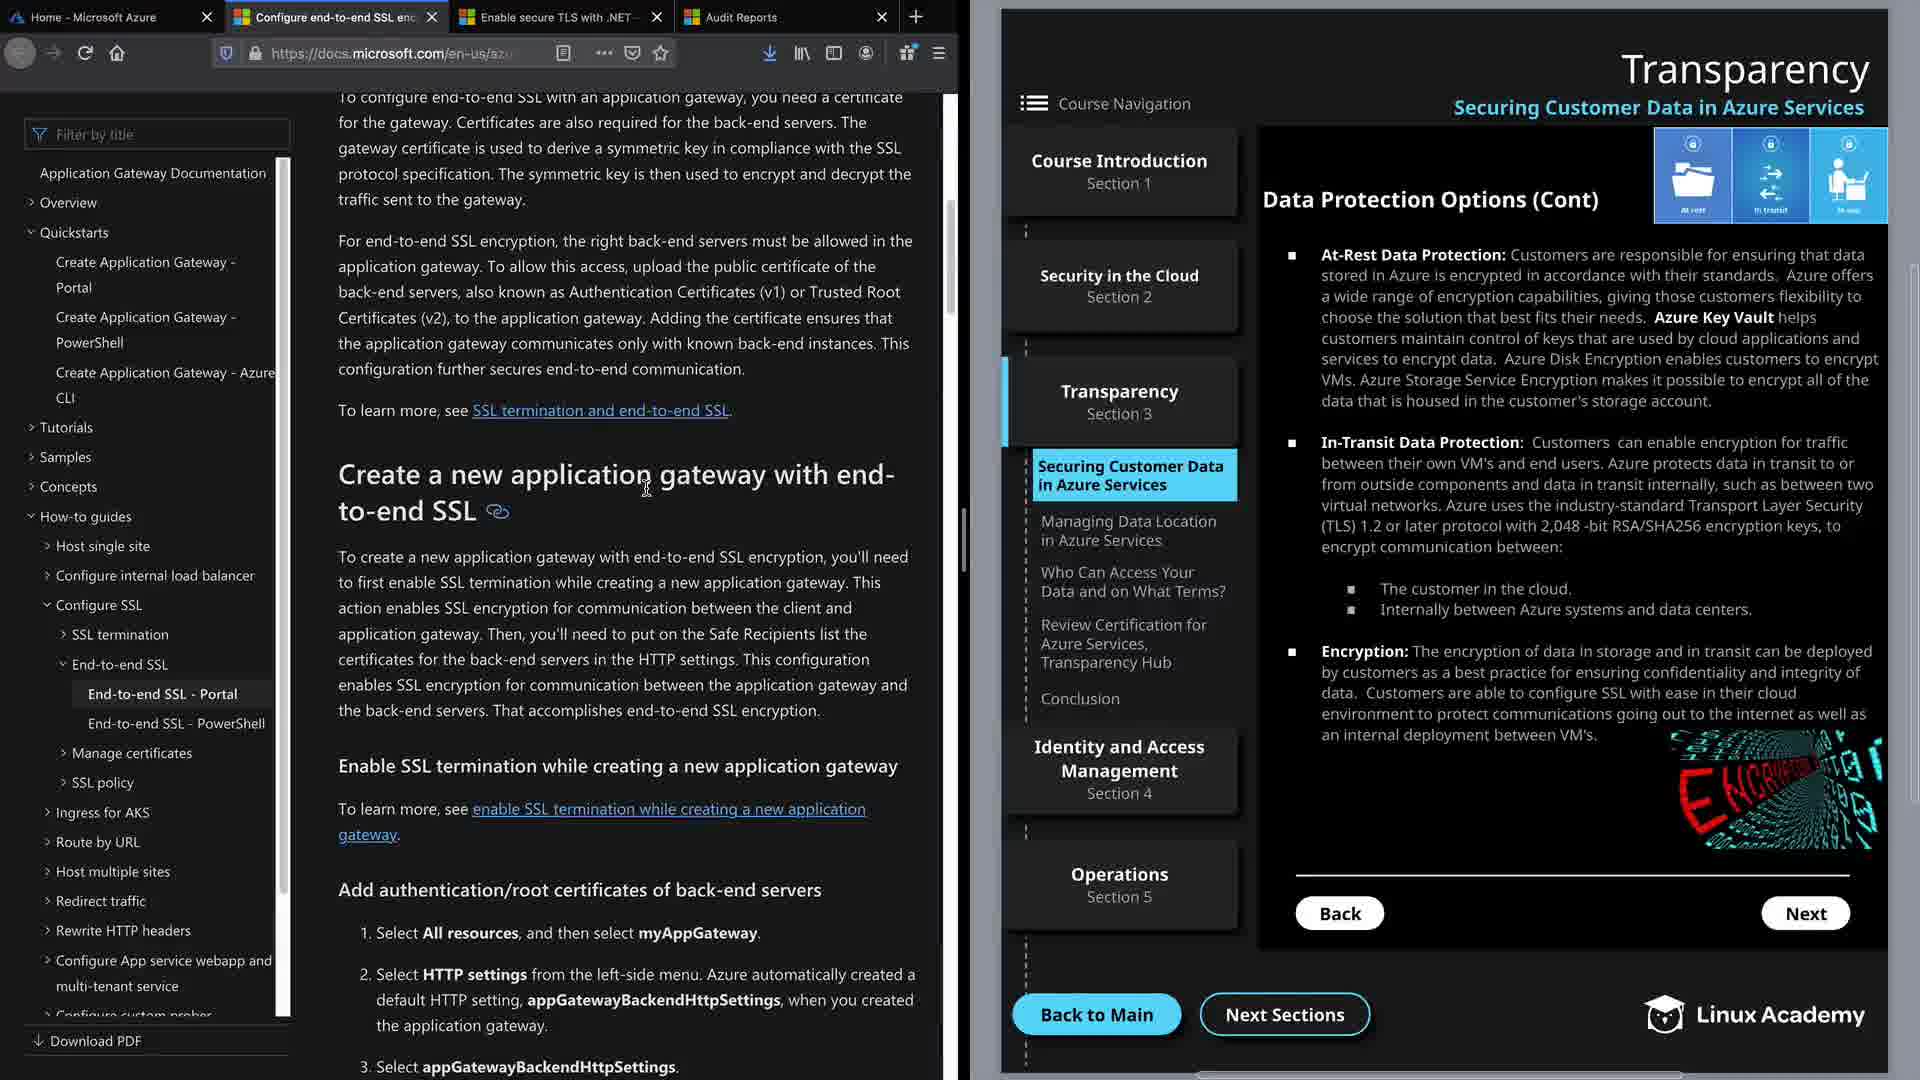 Home - Microsoft Azure
Configure end-to-end SSL enc
Enable secure TLS with .NET
Audit Reports
https://docs.microsoft.com/en-us/az
Filter by title
Application Gateway Documentation
Overview
Quickstarts
Create Application Gateway -
Portal
Create Application Gateway -
PowerShell
Create Application Gateway - Azure
CLI
Tutorials
Samples
Concepts
How-to guides
Host single site
Configure internal load balancer
Configure SSL
SSL termination
End-to-end SSL
End-to-end SSL - Portal
End-to-end SSL - PowerShell
Manage certificates
SSL policy
Ingress for AKS
Route by URL
Host multiple sites
Redirect traffic
Rewrite HTTP headers
Configure App service webapp and
multi-tenant service
Configure custom probes
Download PDF
To configure end-to-end SSL with an application gateway, you need a certificate
for the gateway. Certificates are also required for the back-end servers. The
gateway certificate is used to derive a symmetric key in compliance with the SSL
protocol specification. The symmetric key is then used to encrypt and decrypt the
traffic sent to the gateway.
For end-to-end SSL encryption, the right back-end servers must be allowed in the
application gateway. To allow this access, upload the public certificate of the
back-end servers, also known as Authentication Certificates (v1) or Trusted Root
Certificates (v2), to the application gateway. Adding the certificate ensures that
the application gateway communicates only with known back-end instances. This
configuration further secures end-to-end communication.
To learn more, see SSL termination and end-to-end SSL.
Create a new application gateway with end-
to-end SSL
To create a new application gateway with end-to-end SSL encryption, you'll need
to first enable SSL termination while creating a new application gateway. This
action enables SSL encryption for communication between the client and
application gateway. Then, you'll need to put on the Safe Recipients list the
certificates for the back-end servers in the HTTP settings. This configuration
enables SSL encryption for communication between the application gateway and
the back-end servers. That accomplishes end-to-end SSL encryption.
Enable SSL termination while creating a new application gateway
To learn more, see enable SSL termination while creating a new application
gateway.
Add authentication/root certificates of back-end servers
1. Select All resources, and then select myAppGateway.
2. Select HTTP settings from the left-side menu. Azure automatically created a
default HTTP setting, appGatewayBackendHttpSettings, when you created
the application gateway.
3. Select appGatewayBackendHttpSettings.
Transparency
Securing Customer Data in Azure Services
Course Navigation
Course Introduction
Section 1
Security in the Cloud
Section 2
Transparency
Section 3
Securing Customer Data
in Azure Services
Managing Data Location
in Azure Services
Who Can Access Your
Data and on What Terms?
Review Certification for
Azure Services,
Transparency Hub
Conclusion
Identity and Access
Management
Section 4
Operations
Section 5
Data Protection Options (Cont)
At rest
In transit
In use
▪ At-Rest Data Protection: Customers are responsible for ensuring that data
stored in Azure is encrypted in accordance with their standards. Azure offers
a wide range of encryption capabilities, giving those customers flexibility to
choose the solution that best fits their needs. Azure Key Vault helps
customers maintain control of keys that are used by cloud applications and
services to encrypt data. Azure Disk Encryption enables customers to encrypt
VMs. Azure Storage Service Encryption makes it possible to encrypt all of the
data that is housed in the customer's storage account.
▪ In-Transit Data Protection: Customers can enable encryption for traffic
between their own VM's and end users. Azure protects data in transit to or
from outside components and data in transit internally, such as between two
virtual networks. Azure uses the industry-standard Transport Layer Security
(TLS) 1.2 or later protocol with 2,048 -bit RSA/SHA256 encryption keys, to
encrypt communication between:
▪ The customer in the cloud.
▪ Internally between Azure systems and data centers.
▪ Encryption: The encryption of data in storage and in transit can be deployed
by customers as a best practice for ensuring confidentiality and integrity of
data. Customers are able to configure SSL with ease in their cloud
environment to protect communications going out to the internet as well as
an internal deployment between VM's.
ENCRYPTION
Back
Next
Back to Main
Next Sections
Linux Academy